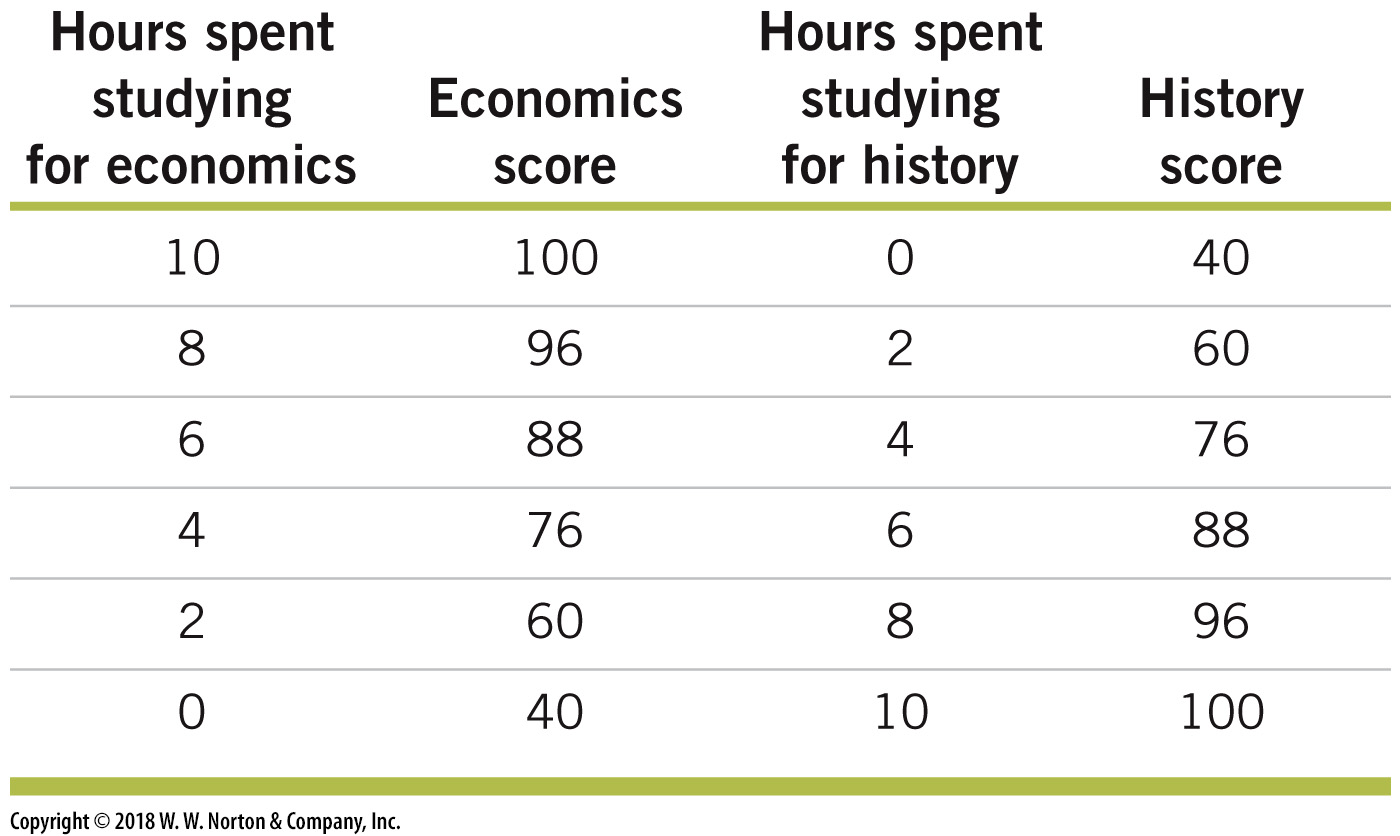 Hours spent studying for economics Economics score Hours spent studying for history History score
10 100 0 40
8 96 2 60
6 88 4 76
4 76 6 88
2 60 8 96
0 40 10 100
Copyright © 2018 W. W. Norton & Company, Inc.